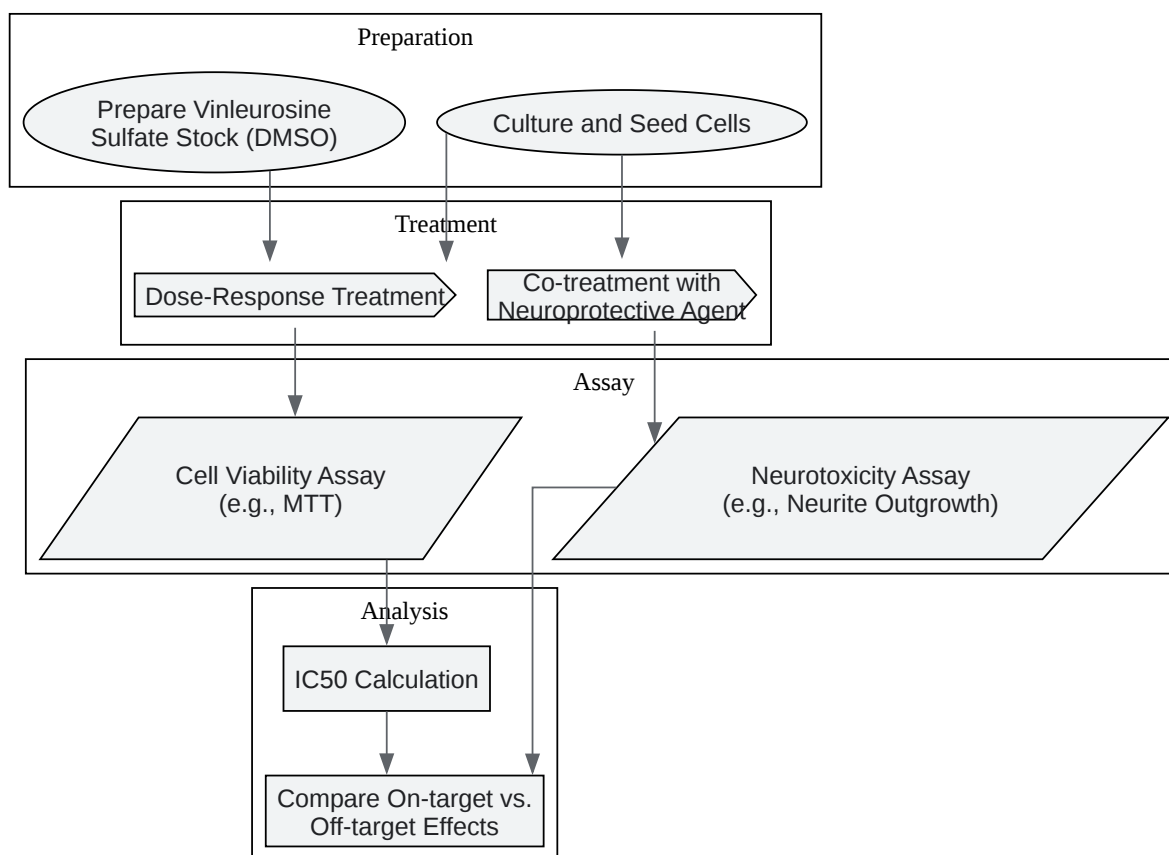 Preparation
Prepare Vinleurosine
Sulfate Stock (DMSO)
Culture and Seed Cells
Treatment
Dose-Response Treatment
Co-treatment with
Neuroprotective Agent
Assay
Cell Viability Assay
(e.g., MTT)
Neurotoxicity Assay
(e.g., Neurite Outgrowth)
Analysis
IC50 Calculation
Compare On-target vs.
Off-target Effects